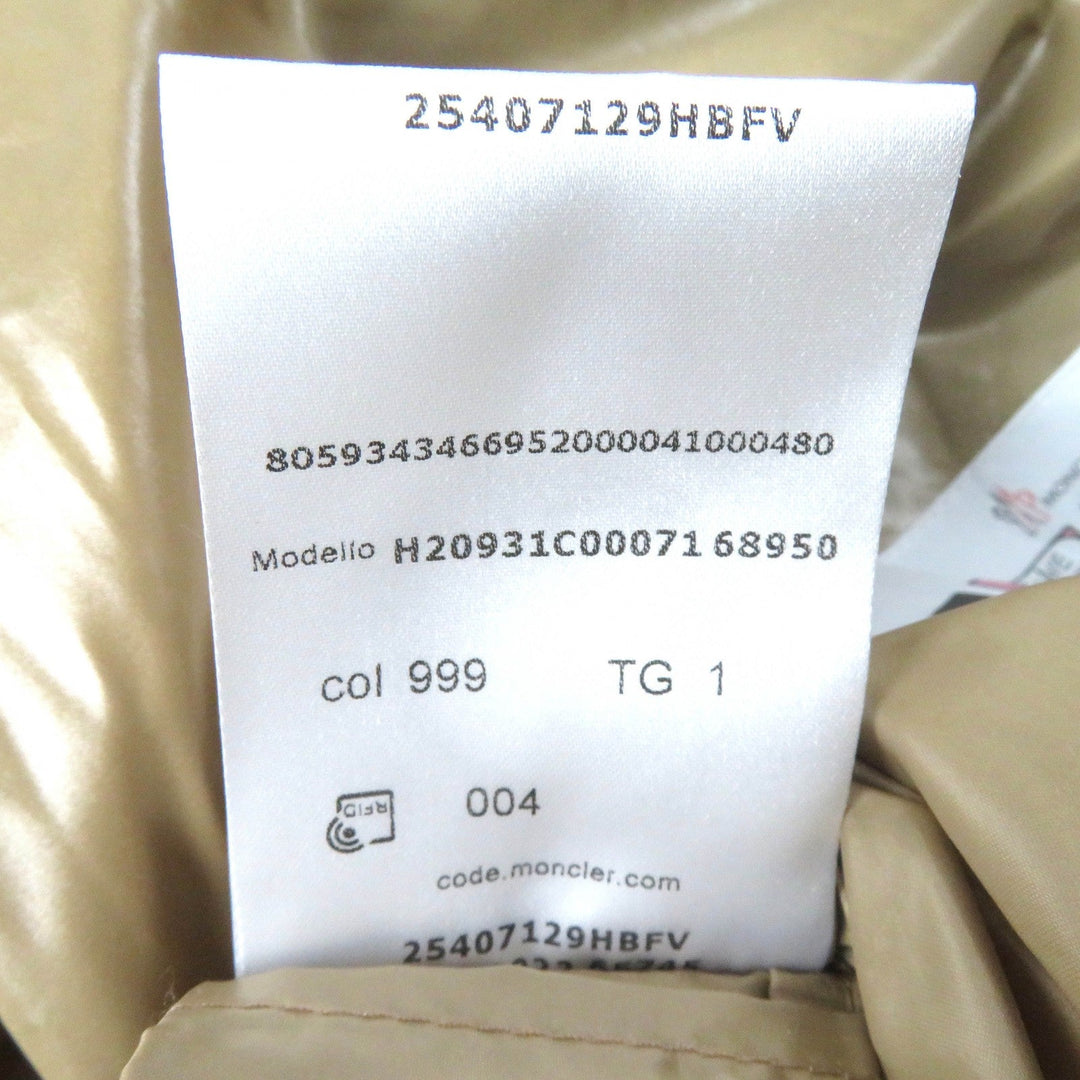 25407129HBFV
8059343466952000041000480
Modello H20931C0007168950
col 999 TG 1
RFID 004
code.moncler.com
25407129HBFV